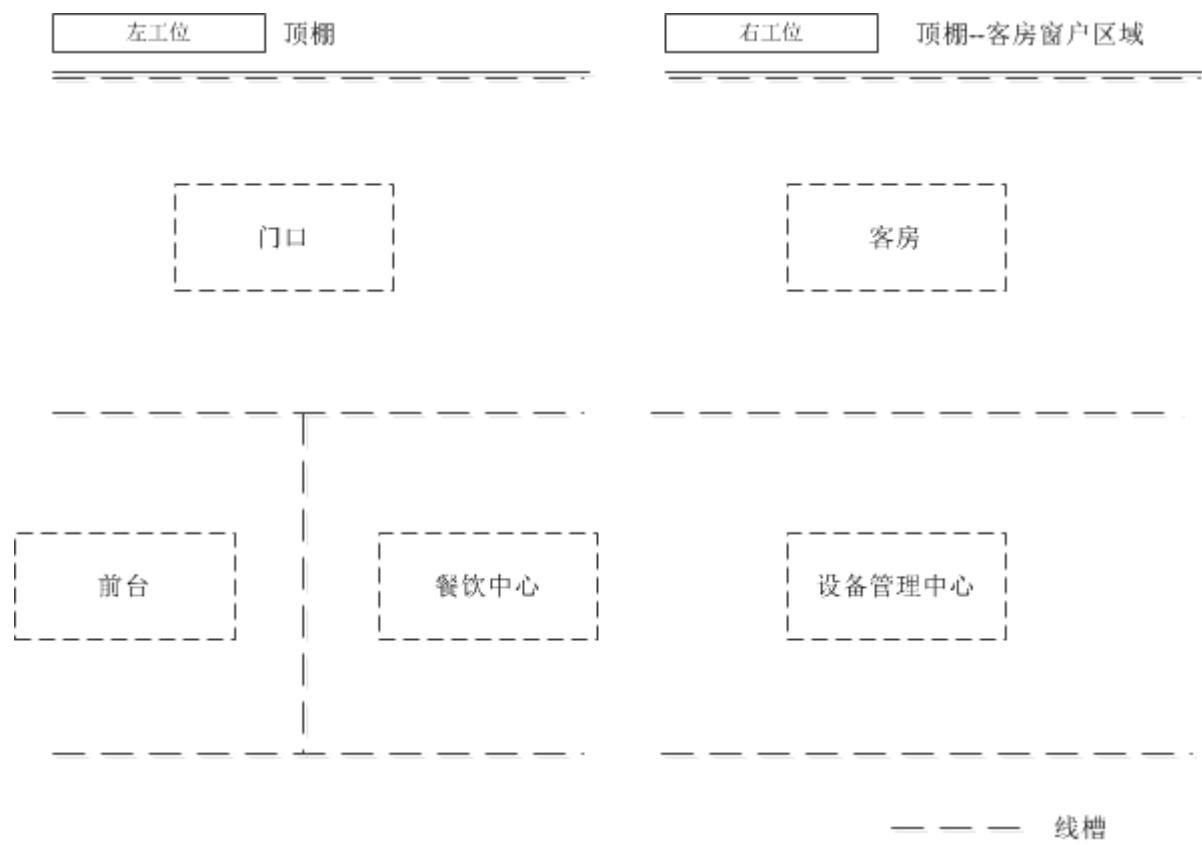 左工位
顶棚
右工位
顶棚--客房窗户区域
门口
客房
前台
餐饮中心
设备管理中心
线槽